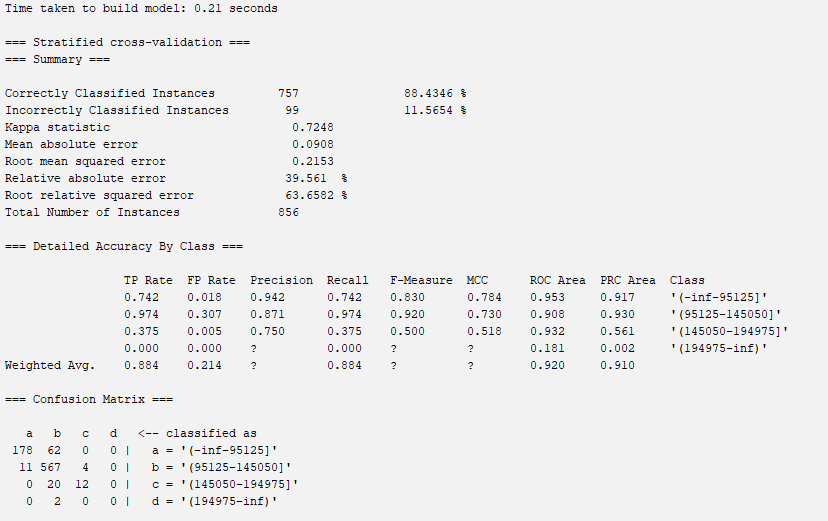 Time taken to build model: 0.21 seconds
=== Stratified cross-validation ===
=== Summary ===
Correctly Classified Instances 757 88.4346 %
Incorrectly Classified Instances 99 11.5654 %
Kappa statistic 0.7248
Mean absolute error 0.0908
Root mean squared error 0.2153
Relative absolute error 39.561 %
Root relative squared error 63.6582 %
Total Number of Instances 856
=== Detailed Accuracy By Class ===
TP Rate FP Rate Precision Recall F-Measure MCC ROC Area PRC Area Class
0.742 0.018 0.942 0.742 0.830 0.784 0.953 0.917 '(-inf-95125]'
0.974 0.307 0.871 0.974 0.920 0.730 0.908 0.930 '(95125-145050]'
0.375 0.005 0.750 0.375 0.500 0.518 0.932 0.561 '(145050-194975]'
0.000 0.000 ? 0.000 ? ? 0.181 0.002 '(194975-inf)'
Weighted Avg. 0.884 0.214 ? 0.884 ? ? 0.920 0.910
=== Confusion Matrix ===
a b c d <-- classified as
178 62 0 0 | a = '(-inf-95125]'
11 567 4 0 | b = '(95125-145050]'
0 20 12 0 | c = '(145050-194975]'
0 2 0 0 | d = '(194975-inf)'